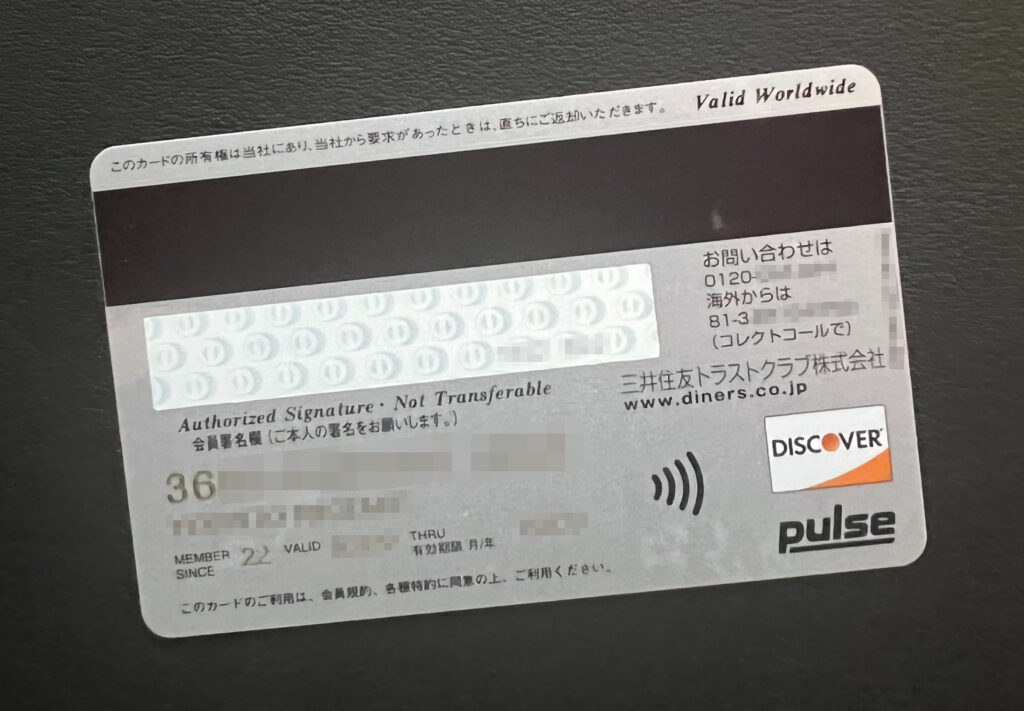 このカードの所有権は当社にあり、当社から要求があったときは、直ちにご返却いただきます。 Valid Worldwide
お問い合わせは
0120-
海外からは
81-3
(コレクトコールで)
三井住友トラストクラブ株式会社
www.diners.co.jp
Authorized Signature・Not Transferable
会員署名欄(ご本人の署名をお願いします。)
DISCOVER
36
pulse
MEMBER SINCE 22 VALID THRU
有効期限 月/年
このカードのご利用は、会員規約、各種特約に同意の上、ご利用ください。